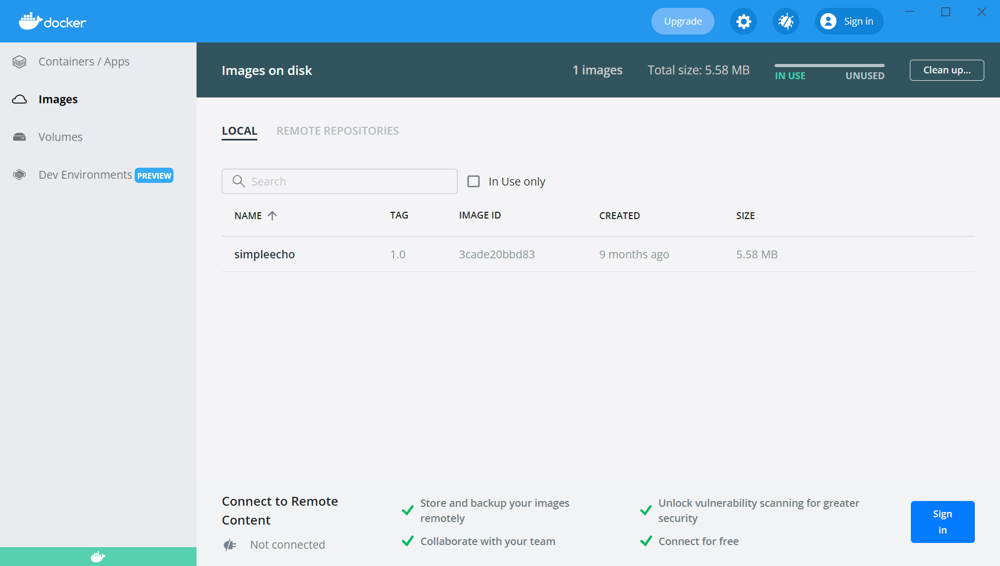 docker
Upgrade
Sign in
Containers / Apps
Images
Volumes
Dev Environments PREVIEW
Images on disk
1 images
Total size: 5.58 MB
IN USE
UNUSED
Clean up...
LOCAL
REMOTE REPOSITORIES
Search
In Use only
NAME TAG IMAGE ID CREATED SIZE
simpleecho 1.0 3cade20bbd83 9 months ago 5.58 MB
Connect to Remote
Content
Not connected
Store and backup your images
remotely
Collaborate with your team
Unlock vulnerability scanning for greater
security
Connect for free
Sign
in